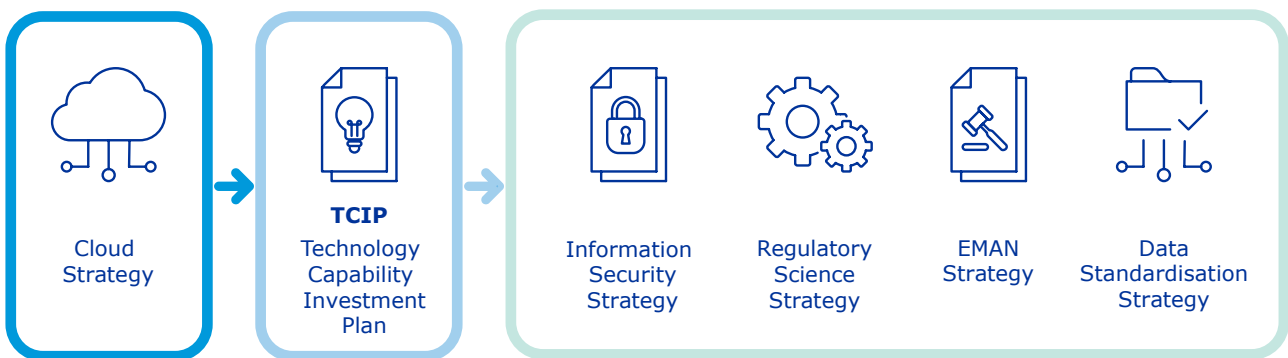 Cloud
Strategy
TCIP
Technology
Capability
Investment
Plan
Information
Security
Strategy
Regulatory
Science
Strategy
EMAN
Strategy
Data
Standardisation
Strategy